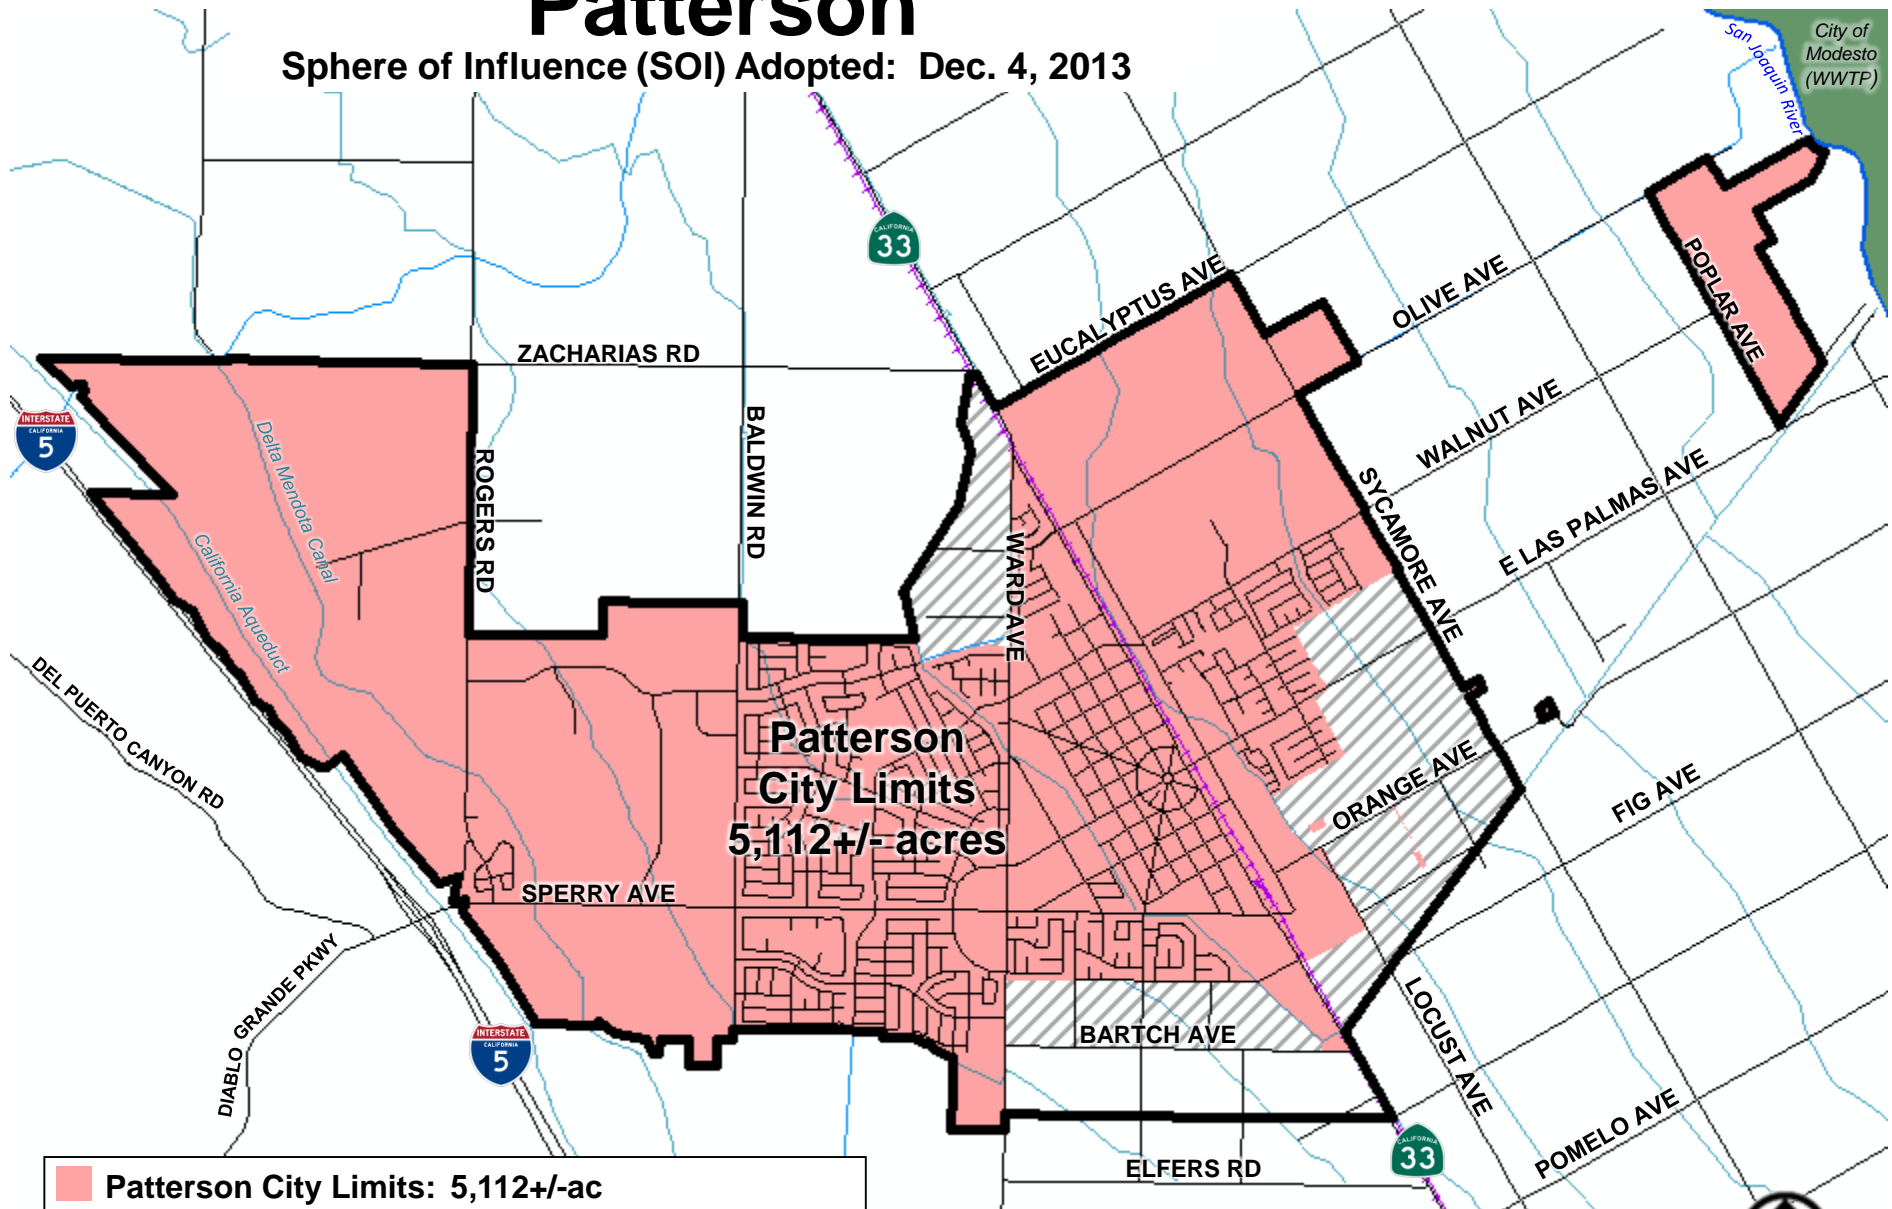 Patterson
Sphere of Influence (SOI) Adopted: Dec. 4, 2013
City of
Modesto
(WWTP)
San Joaquin River
CALIFORNIA
33
EUCALYPTUS AVE
OLIVE AVE
POPLAR AVE
ZACHARIAS RD
INTERSTATE
CALIFORNIA
5
Delta Mendota Canal
ROGERS RD
BALDWIN RD
WALNUT AVE
SYCAMORE AVE
E LAS PALMAS AVE
WARD AVE
California Aqueduct
DEL PUERTO CANYON RD
Patterson
City Limits
5,112+/- acres
ORANGE AVE
FIG AVE
SPERRY AVE
DIABLO GRANDE PKWY
INTERSTATE
CALIFORNIA
5
BARTCH AVE
LOCUST AVE
POMELO AVE
CALIFORNIA
33
ELFERS RD
Patterson City Limits: 5,112+/-ac